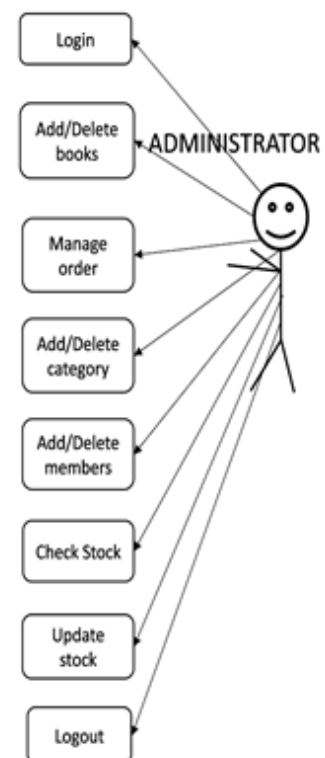 Login
Add/Delete
books
ADMINISTRATOR
Manage
order
Add/Delete
category
Add/Delete
members
Check Stock
Update
stock
Logout